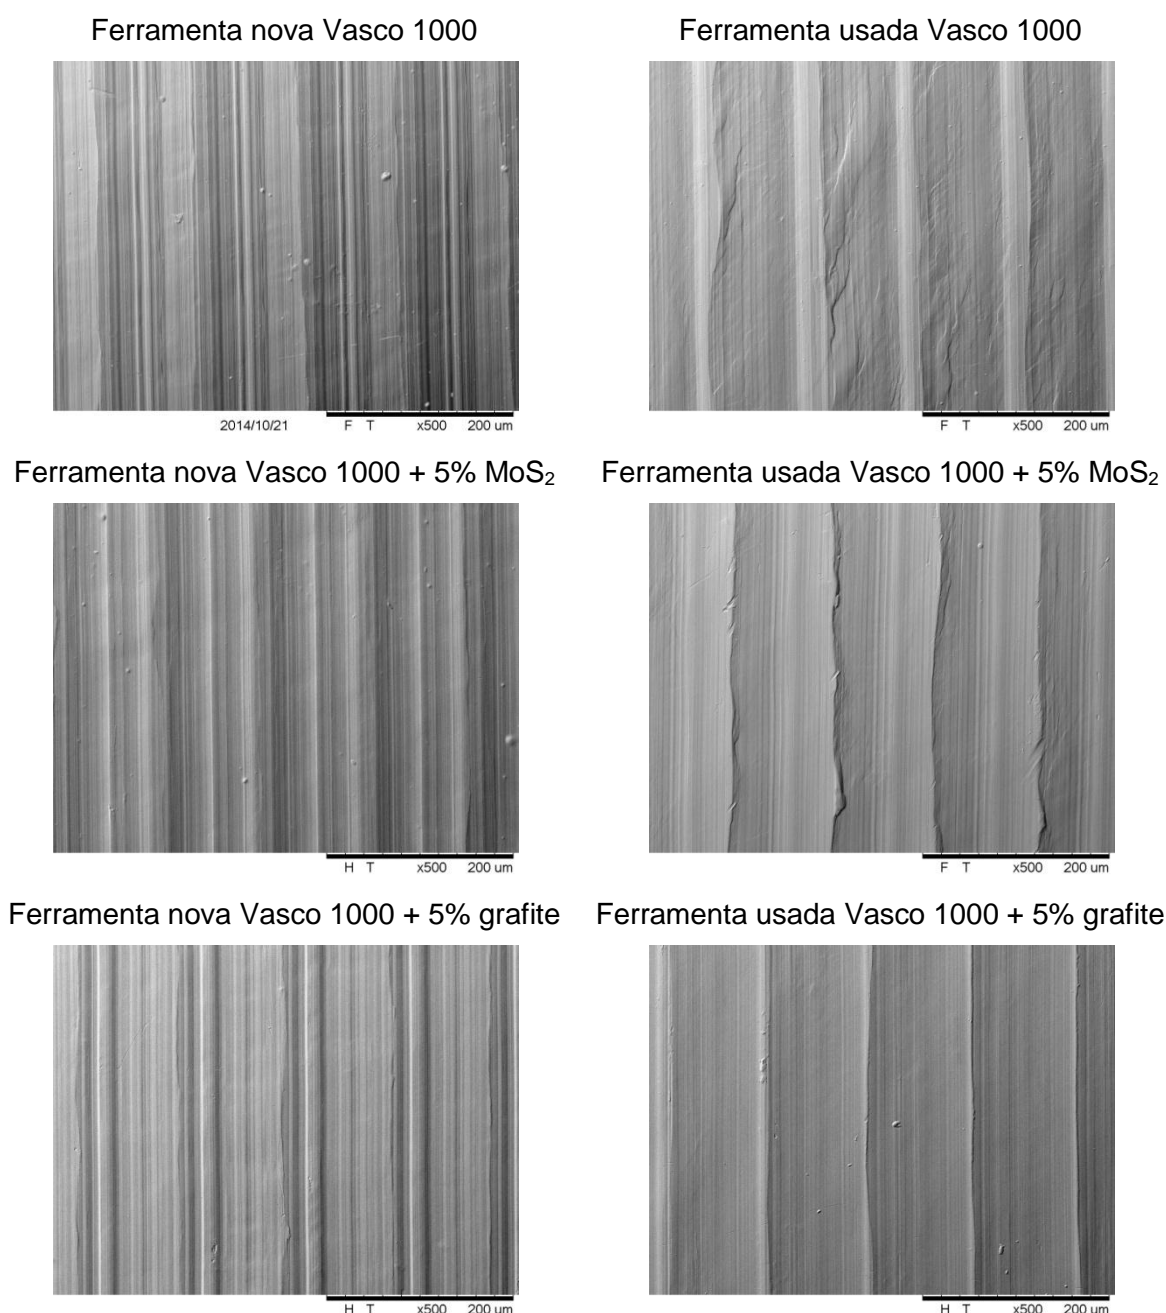 Ferramenta nova Vasco 1000
Ferramenta usada Vasco 1000
2014/10/21 F T x500 200 um
F T x500 200 um
Ferramenta nova Vasco 1000 + 5% MoS₂
Ferramenta usada Vasco 1000 + 5% MoS₂
H T x500 200 um
F T x500 200 um
Ferramenta nova Vasco 1000 + 5% grafite
Ferramenta usada Vasco 1000 + 5% grafite
H T x500 200 um
H T x500 200 um